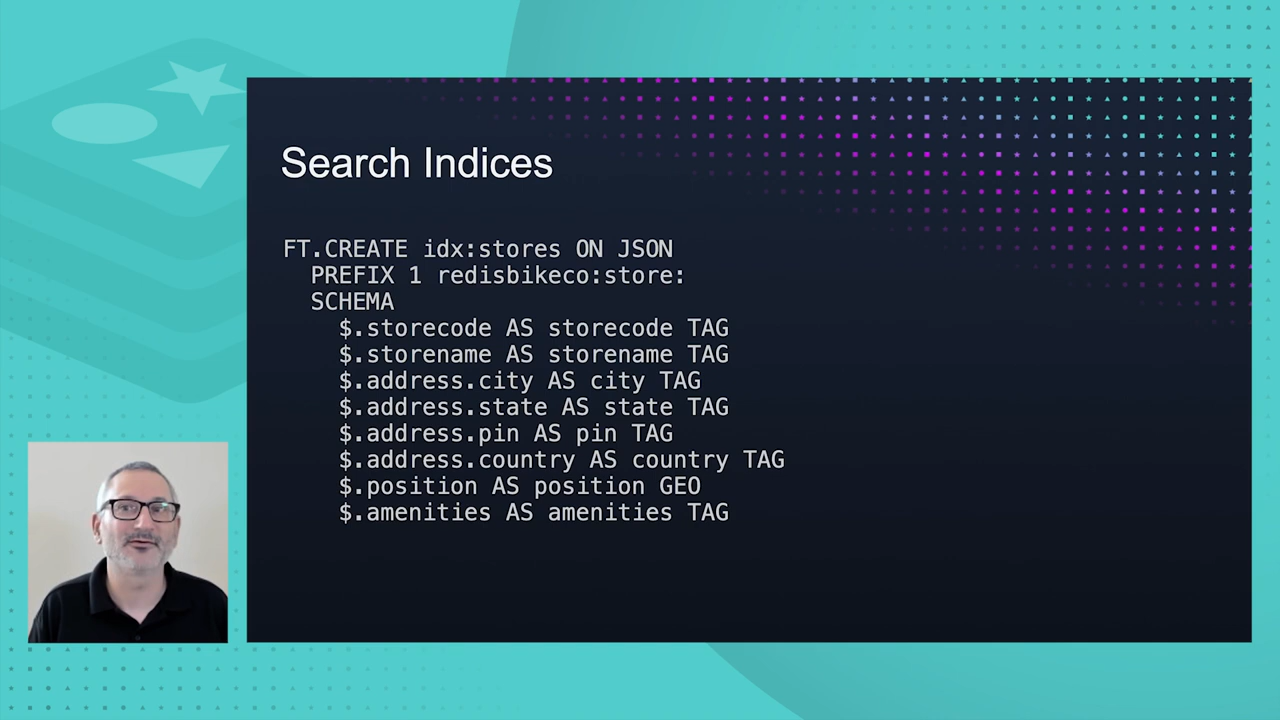 Search Indices
FT.CREATE idx:stores ON JSON
PREFIX 1 redisbikeco:store:
SCHEMA
$.storecode AS storecode TAG
$.storename AS storename TAG
$.address.city AS city TAG
$.address.state AS state TAG
$.address.pin AS pin TAG
$.address.country AS country TAG
$.position AS position GEO
$.amenities AS amenities TAG